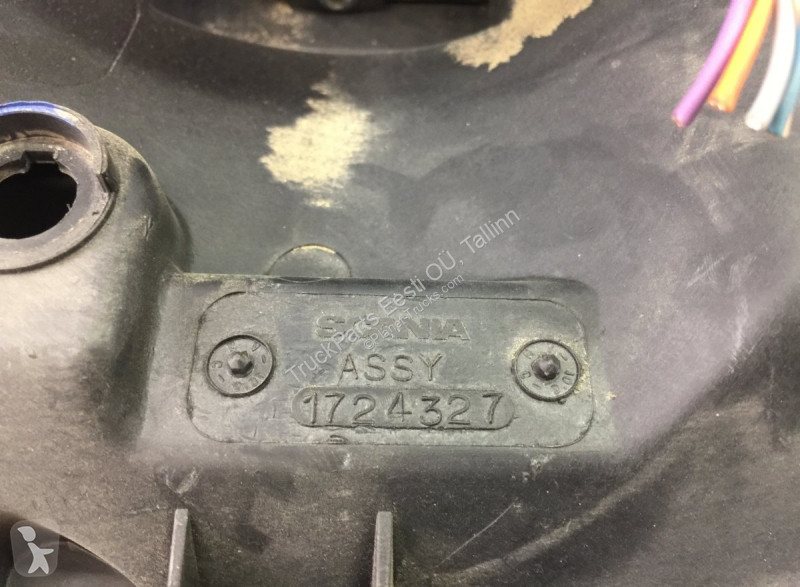 SCANIA
ASSY
1724327
TruckParts Eesti OÜ, Tallinn